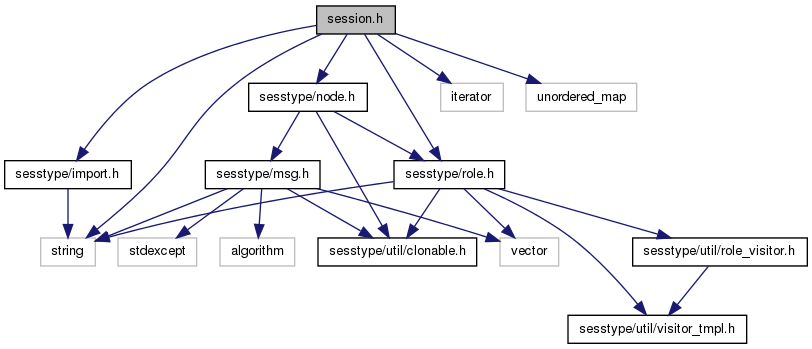 session.h
sesstype/node.h
iterator
unordered_map
sesstype/import.h
sesstype/msg.h
sesstype/role.h
string
stdexcept
algorithm
sesstype/util/clonable.h
vector
sesstype/util/role_visitor.h
sesstype/util/visitor_tmpl.h